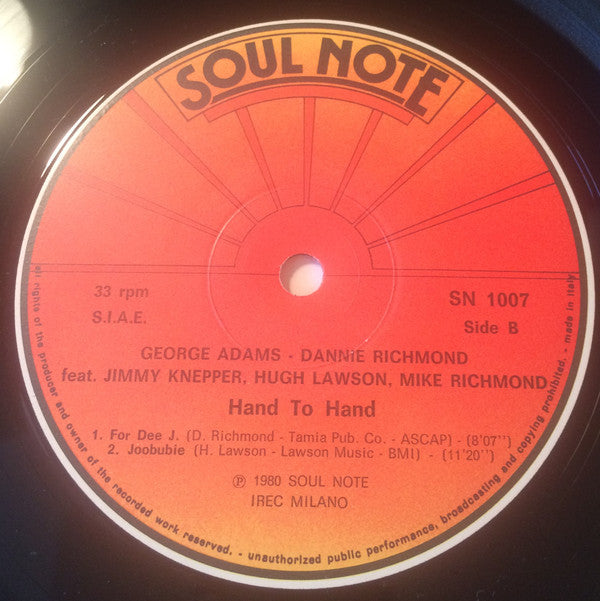 SOUL NOTE
33 rpm
SN 1007
S.I.A.E.
Side B
GEORGE ADAMS - DANNIE RICHMOND
feat. JIMMY KNEPPER, HUGH LAWSON, MIKE RICHMOND
Hand To Hand
1. For Dee J. (D. Richmond - Tamia Pub. Co. - ASCAP) - (8'07'')
2. Joobubie (H. Lawson - Lawson Music - BMI) - (11'20'')
℗ 1980 SOUL NOTE
IREC MILANO
all rights of the producer and owner of the recorded work reserved. - unauthorized public performance, broadcasting and copying prohibited. - made in italy